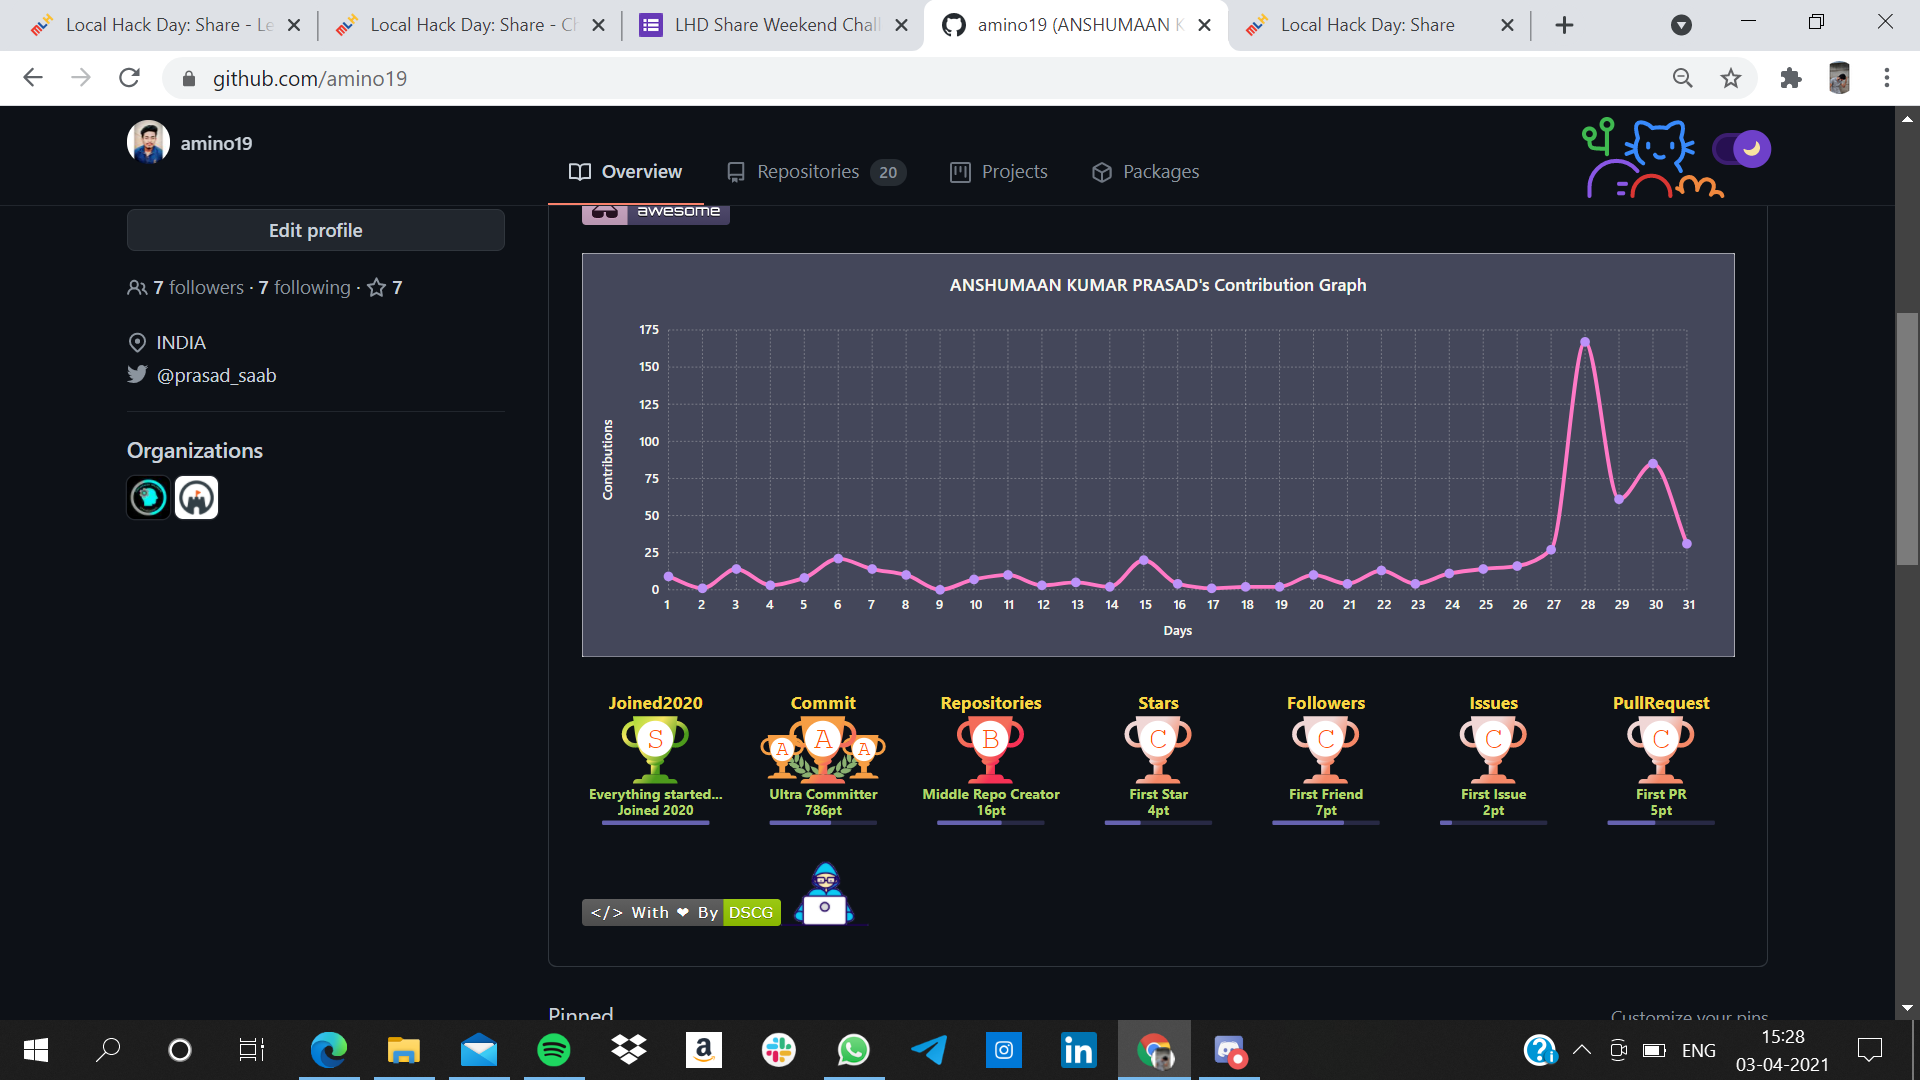 Local Hack Day: Share - Le
Local Hack Day: Share - Ch
LHD Share Weekend Chall
amino19 (ANSHUMAAN K
Local Hack Day: Share
github.com/amino19
amino19
Overview
Repositories 20
Projects
Packages
Edit profile
awesome
7 followers · 7 following · 7
INDIA
@prasad_saab
Organizations
ANSHUMAAN KUMAR PRASAD's Contribution Graph
175
150
125
100
75
50
25
0
Contributions
1 2 3 4 5 6 7 8 9 10 11 12 13 14 15 16 17 18 19 20 21 22 23 24 25 26 27 28 29 30 31
Days
Joined2020 Commit Repositories Stars Followers Issues PullRequest
S A A A B C C C C
Everything started... Ultra Committer Middle Repo Creator First Star First Friend First Issue First PR
Joined 2020 786pt 16pt 4pt 7pt 2pt 5pt
</> With ❤ By DSCG
Pinned
Customize your pins
ENG
15:28
03-04-2021